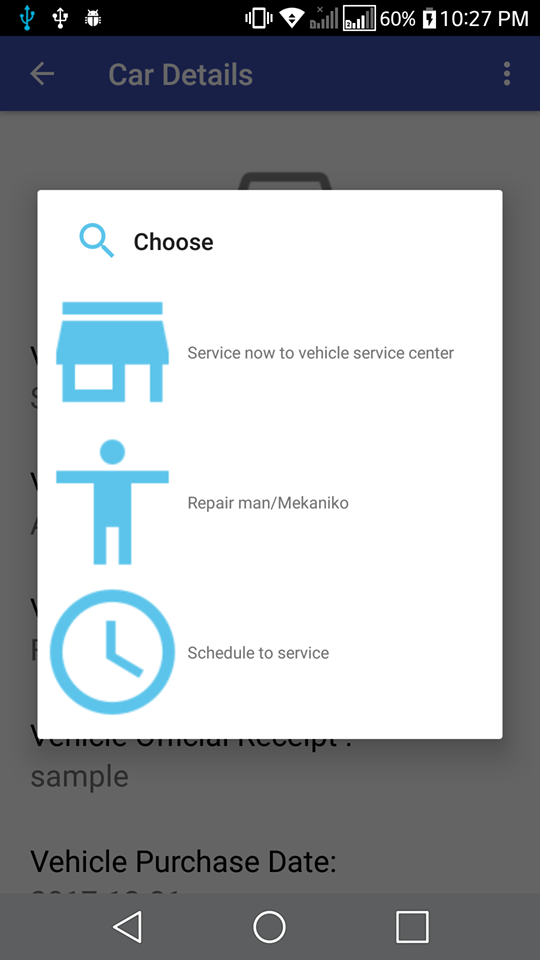 60% 10:27 PM
Car Details
Choose
Service now to vehicle service center
Repair man/Mekaniko
Schedule to service
Vehicle Official Receipt :
sample
Vehicle Purchase Date: